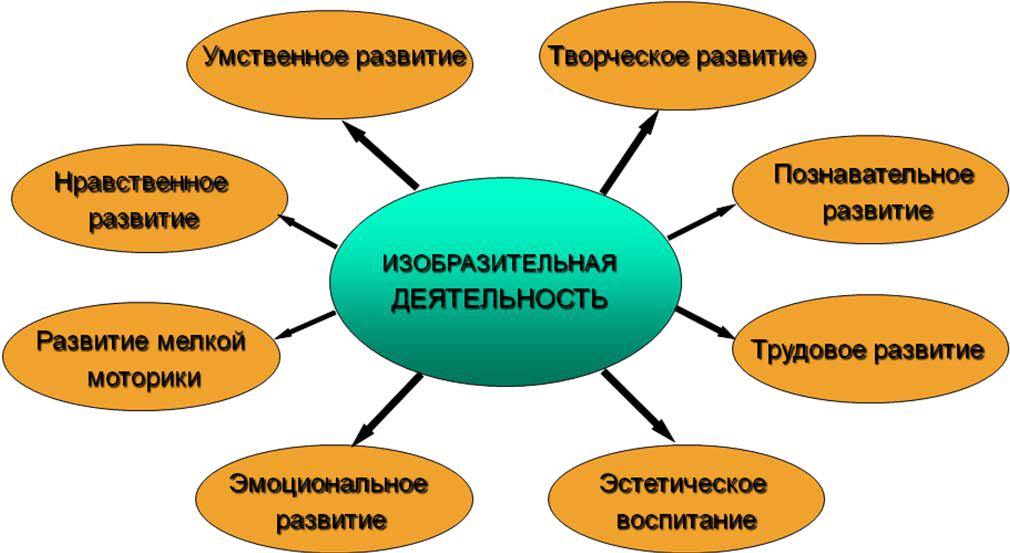 Умственное развитие
Творческое развитие
Нравственное
развитие
Познавательное
развитие
ИЗОБРАЗИТЕЛЬНАЯ
ДЕЯТЕЛЬНОСТЬ
Развитие мелкой
моторики
Трудовое развитие
Эмоциональное
развитие
Эстетическое
воспитание